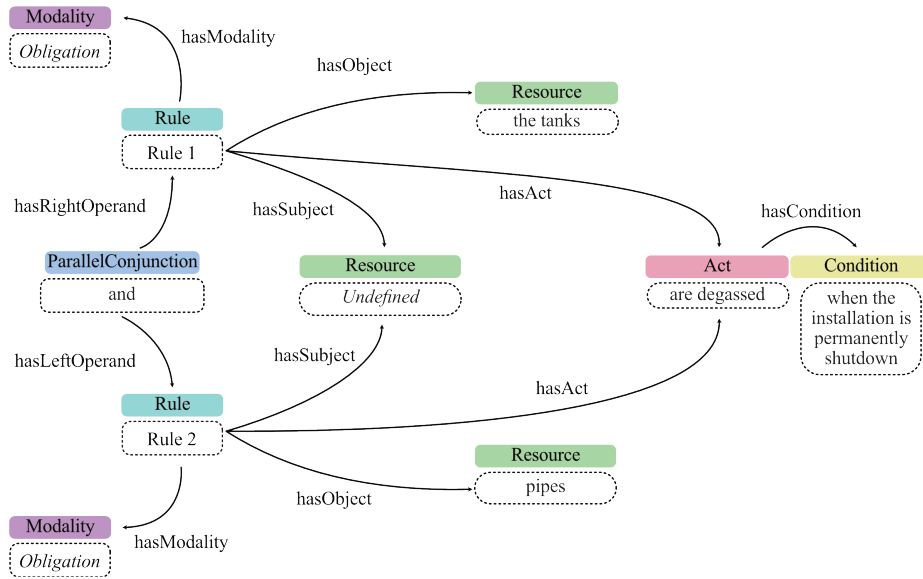 Modality
Obligation
hasModality
hasObject
Resource
the tanks
Rule
Rule 1
hasRightOperand
hasSubject
hasAct
hasCondition
ParallelConjunction
and
Resource
Undefined
Act
are degassed
Condition
when the
installation is
permanently
shutdown
hasLeftOperand
hasSubject
hasAct
Rule
Rule 2
Resource
pipes
hasObject
hasModality
Modality
Obligation